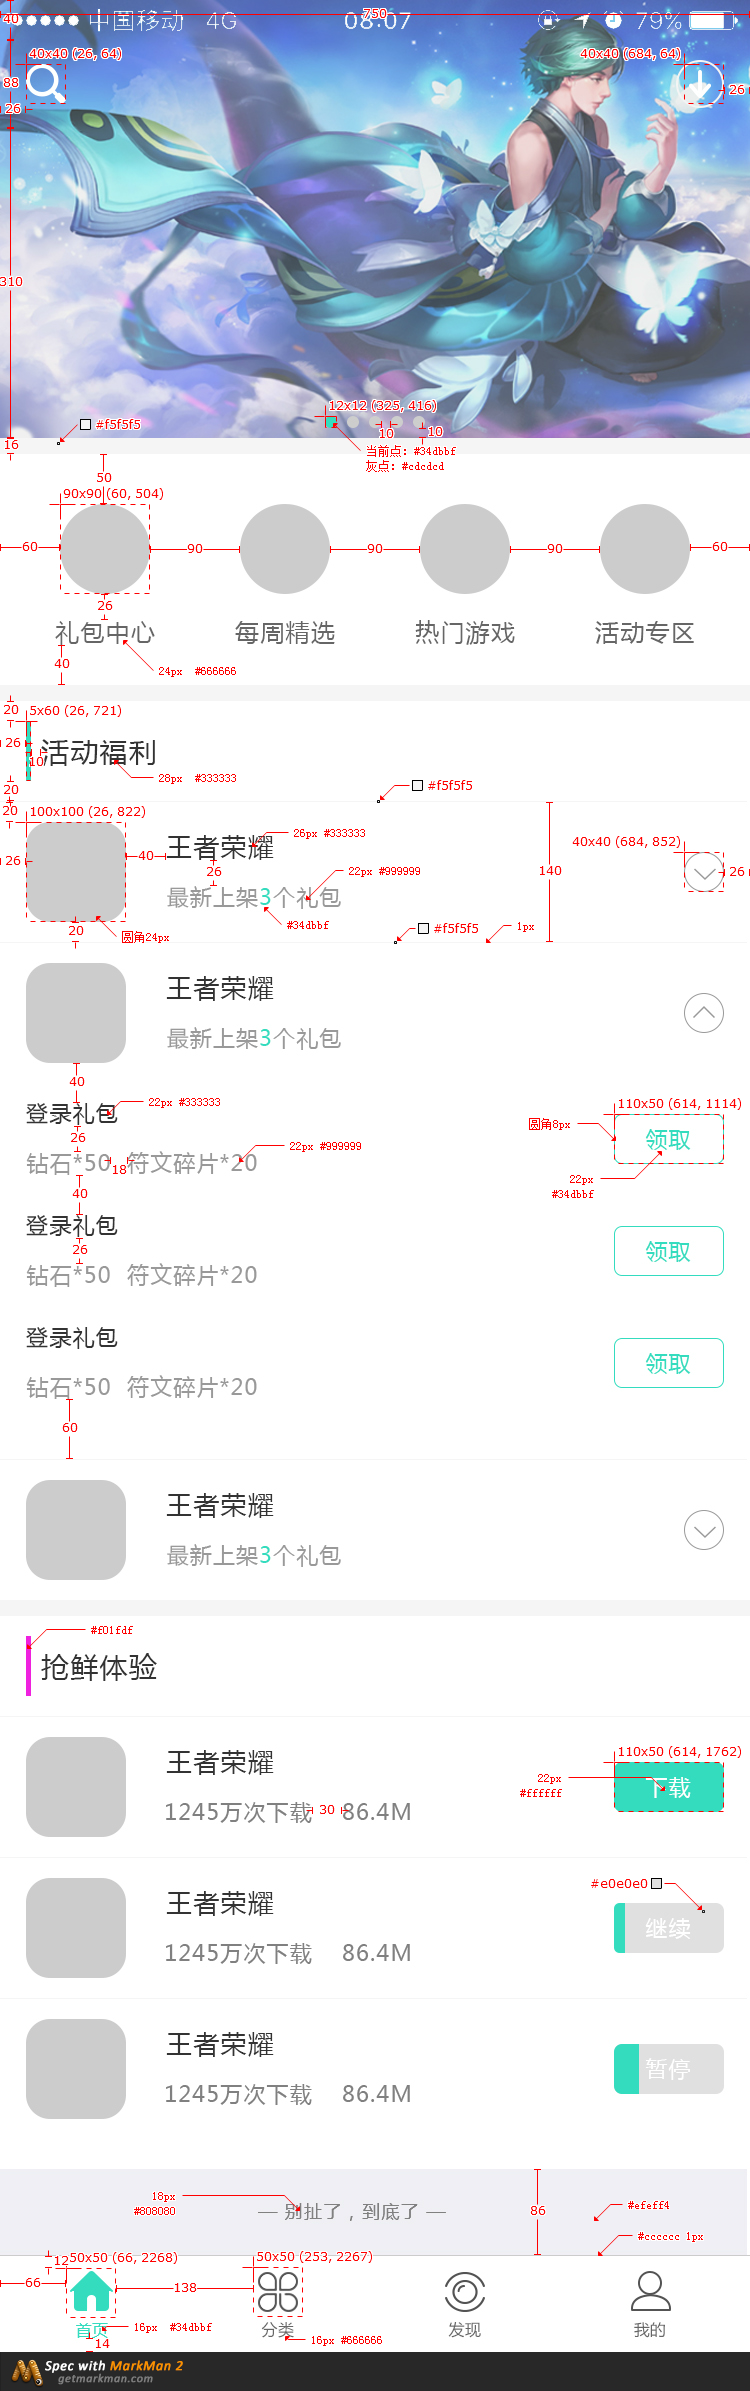 40
中国移动 4G 08:07 79%
750
40x40 (26, 64)
40x40 (684, 64)
88
26
26
310
12x12 (325, 416)
#f5f5f5
10
10
16
当前点: #34dbbf
灰点: #cdcdcd
50
90x90 (60, 504)
60
90
90
90
60
26
礼包中心 每周精选 热门游戏 活动专区
40
24px #666666
20
5x60 (26, 721)
26
10
活动福利
28px #333333
20
#f5f5f5
20
100x100 (26, 822)
26
40
王者荣耀
26px #333333
40x40 (684, 852)
26
22px #999999
140
26
最新上架3个礼包
#34dbbf
20
圆角24px
#f5f5f5
1px
王者荣耀
最新上架3个礼包
40
22px #333333
110x50 (614, 1114)
登录礼包
圆角8px
领取
26
22px #999999
钻石*50 符文碎片*20
18
22px
#34dbbf
40
登录礼包
26
领取
钻石*50 符文碎片*20
登录礼包
领取
钻石*50 符文碎片*20
60
王者荣耀
最新上架3个礼包
#f01fdf
抢鲜体验
王者荣耀
110x50 (614, 1762)
22px
#ffffff
下载
1245万次下载 86.4M
30
#e0e0e0
王者荣耀
继续
1245万次下载 86.4M
王者荣耀
暂停
1245万次下载 86.4M
18px
#808080
— 别扯了，到底了 —
86
#efeff4
#cccccc 1px
12
50x50 (66, 2268)
50x50 (253, 2267)
66
138
首页 分类 发现 我的
16px #34dbbf
16px #666666
14
Spec with MarkMan 2
getmarkman.com